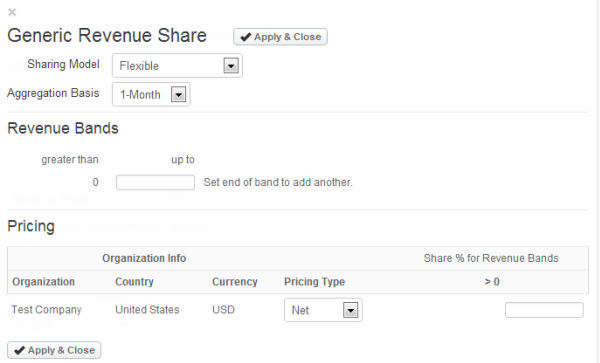 ×
Generic Revenue Share ✔ Apply & Close
Sharing Model Flexible
Aggregation Basis 1-Month
Revenue Bands
greater than up to
0 Set end of band to add another.
Pricing
Organization Info Share % for Revenue Bands
Organization Country Currency Pricing Type > 0
Test Company United States USD Net
✔ Apply & Close